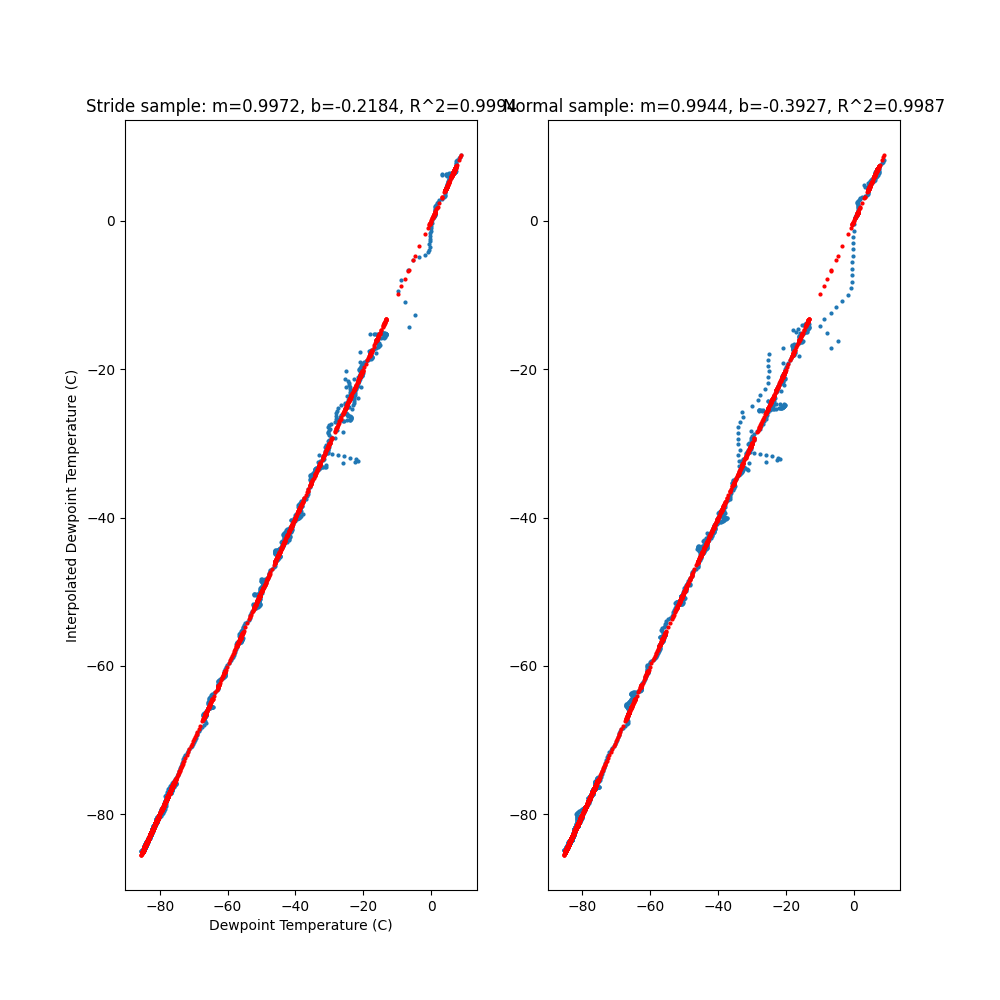 Stride sample: m=0.9972, b=-0.2184, R^2=0.9994
Normal sample: m=0.9944, b=-0.3927, R^2=0.9987
0
−20
−40
−60
−80
Interpolated Dewpoint Temperature (C)
−80 −60 −40 −20 0
Dewpoint Temperature (C)
0
−20
−40
−60
−80
−80 −60 −40 −20 0